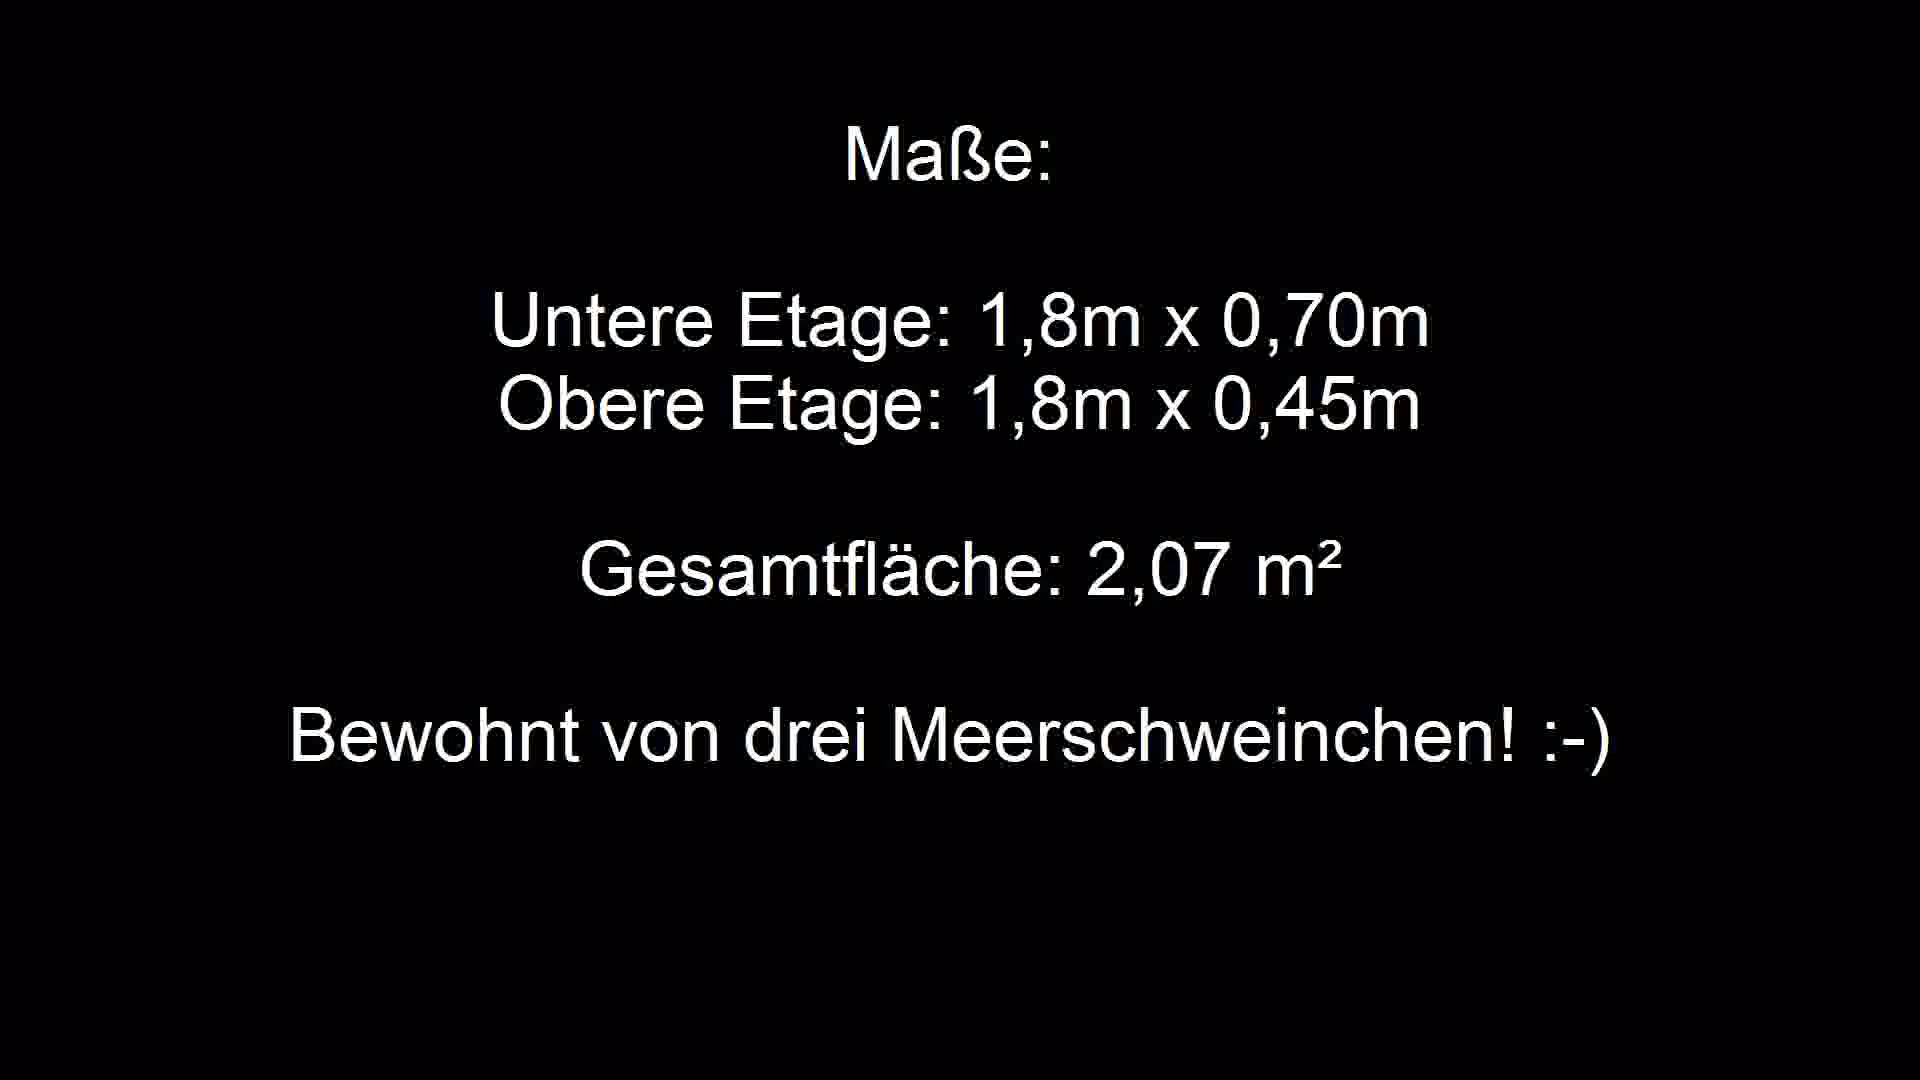 Maße:
Untere Etage: 1,8m x 0,70m
Obere Etage: 1,8m x 0,45m
Gesamtfläche: 2,07 m²
Bewohnt von drei Meerschweinchen! :-)